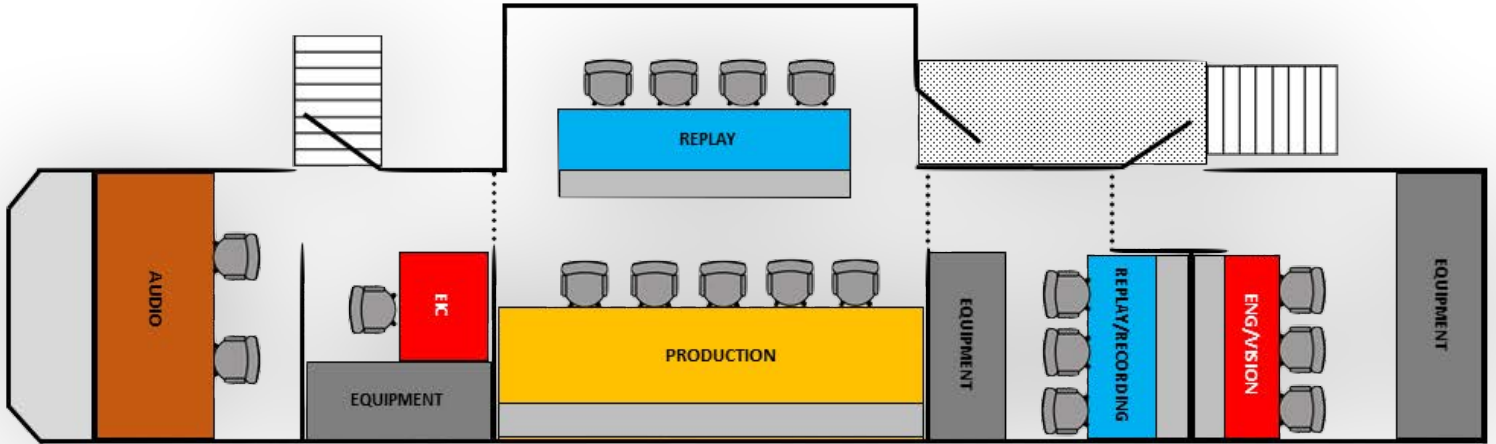 REPLAY
AUDIO
EIC
EQUIPMENT
PRODUCTION
EQUIPMENT
REPLAY/RECORDING
ENG/VISION
EQUIPMENT